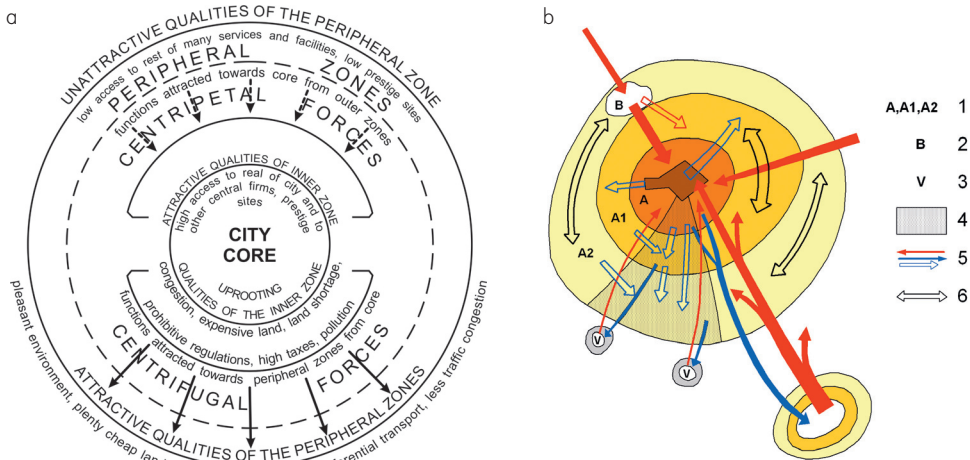 a
UNATTRACTIVE QUALITIES OF THE PERIPHERAL ZONE
low access to rest of many services and facilities, low prestige sites
PERIPHERAL ZONES
functions attracted towards core from outer zones
CENTRIPETAL FORCES
ATTRACTIVE QUALITIES OF INNER ZONE
high access to real of city and to
other central firms, prestige
sites
CITY
CORE
UPROOTING
QUALITIES OF THE INNER ZONE
congestion, expensive land, land shortage,
prohibitive regulations, high taxes, pollution
functions attracted towards peripheral zones from core
CENTRIFUGAL FORCES
ATTRACTIVE QUALITIES OF THE PERIPHERAL ZONES
pleasant environment, plenty cheap
transport, less traffic congestion
b
B
A
A1
A2
V
V
A,A1,A2 1
B 2
V 3
4
5
6